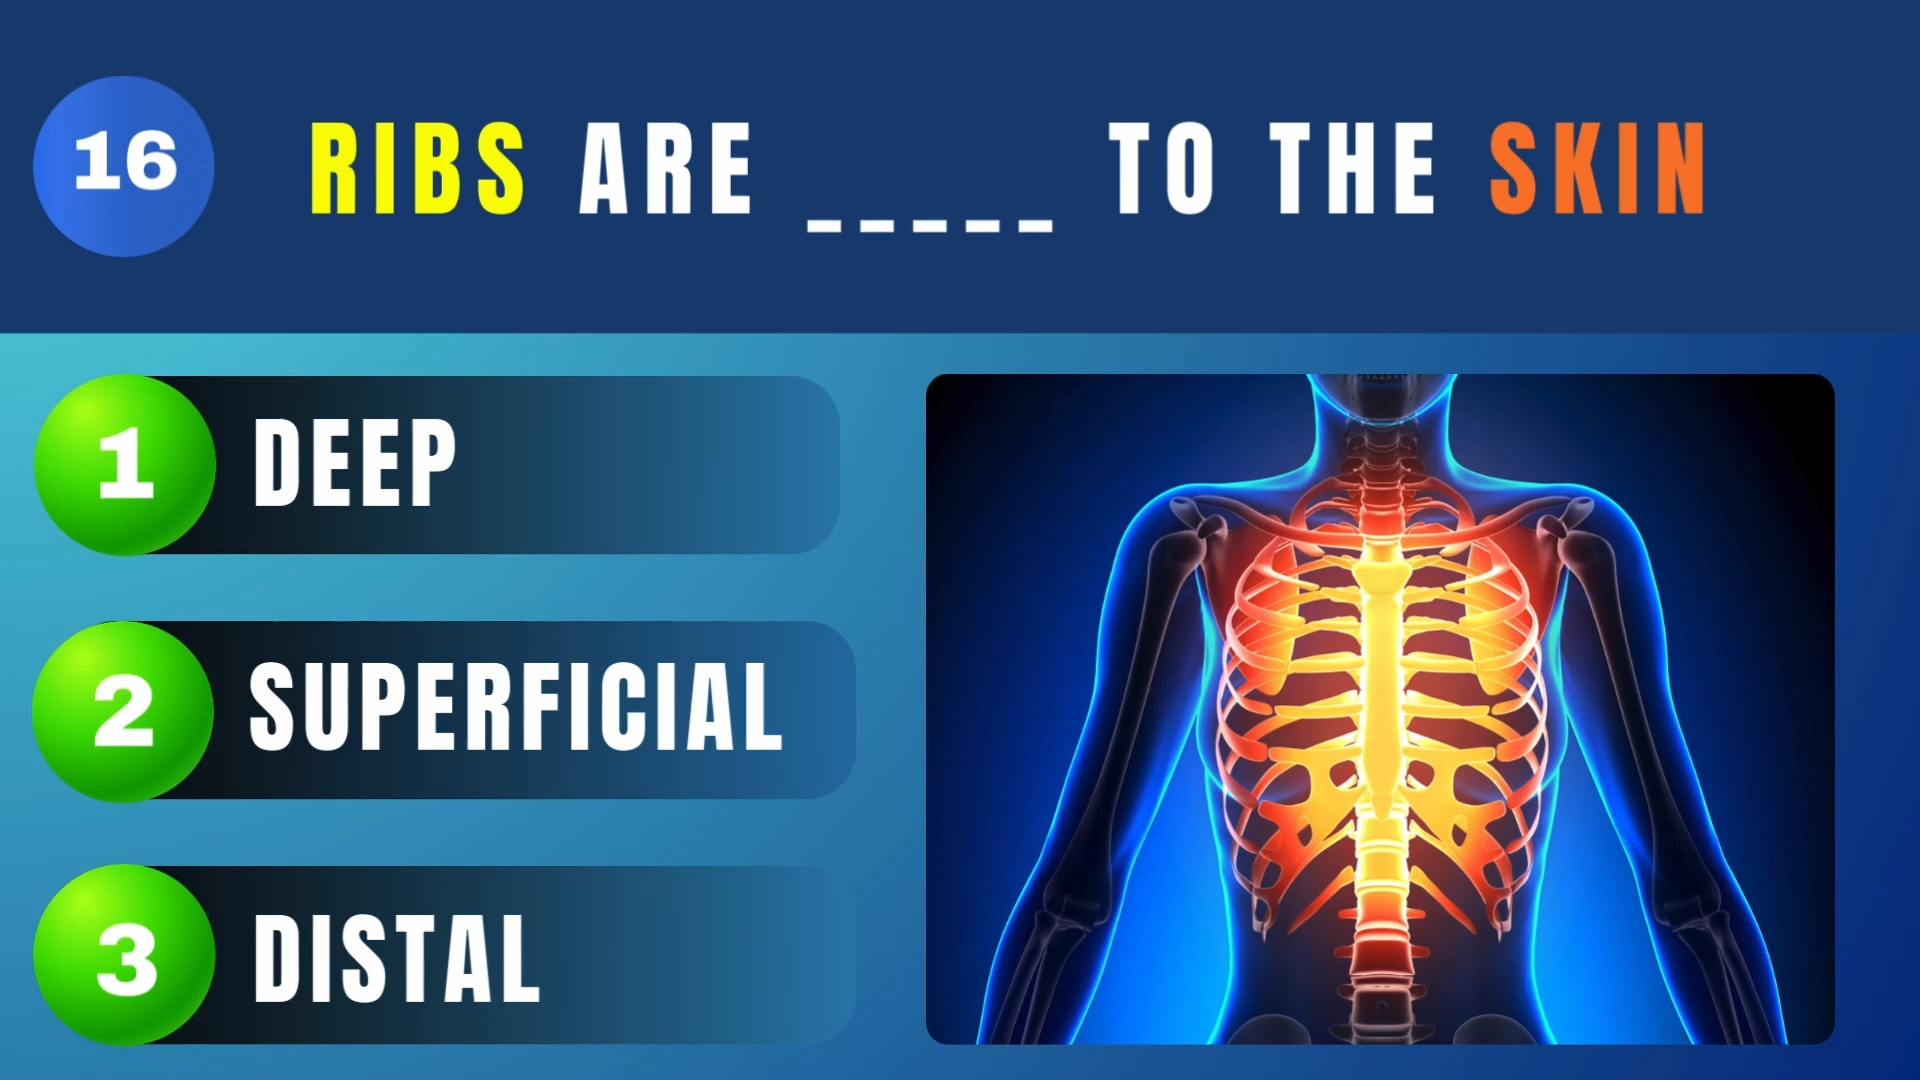 16
RIBS ARE _____ TO THE SKIN
1 DEEP
2 SUPERFICIAL
3 DISTAL